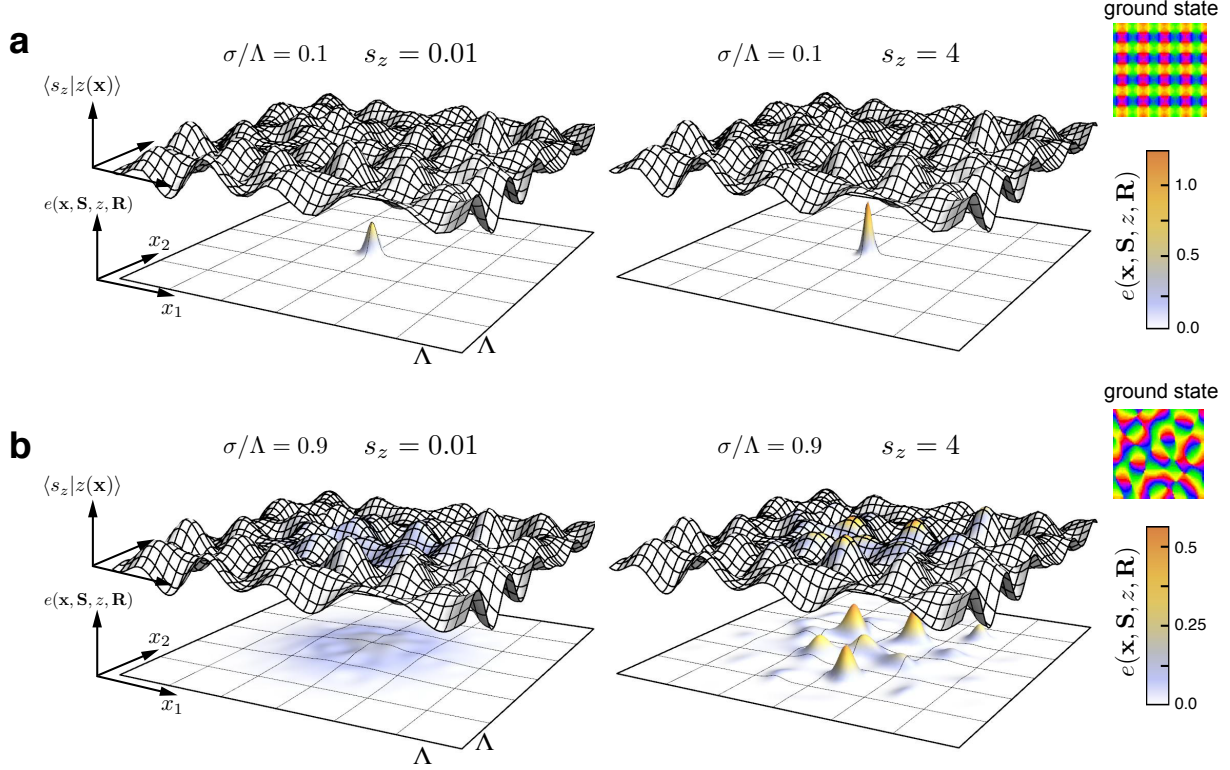 ground state
a
σ/Λ = 0.1 s_z = 0.01
σ/Λ = 0.1 s_z = 4
⟨s_z|z(𝐱)⟩
e(𝐱, 𝐒, z, 𝐑)
x_2
x_1
Λ
Λ
1.0
0.5
0.0
e(𝐱, 𝐒, z, 𝐑)
ground state
b
σ/Λ = 0.9 s_z = 0.01
σ/Λ = 0.9 s_z = 4
⟨s_z|z(𝐱)⟩
e(𝐱, 𝐒, z, 𝐑)
x_2
x_1
Λ
Λ
0.5
0.25
0.0
e(𝐱, 𝐒, z, 𝐑)